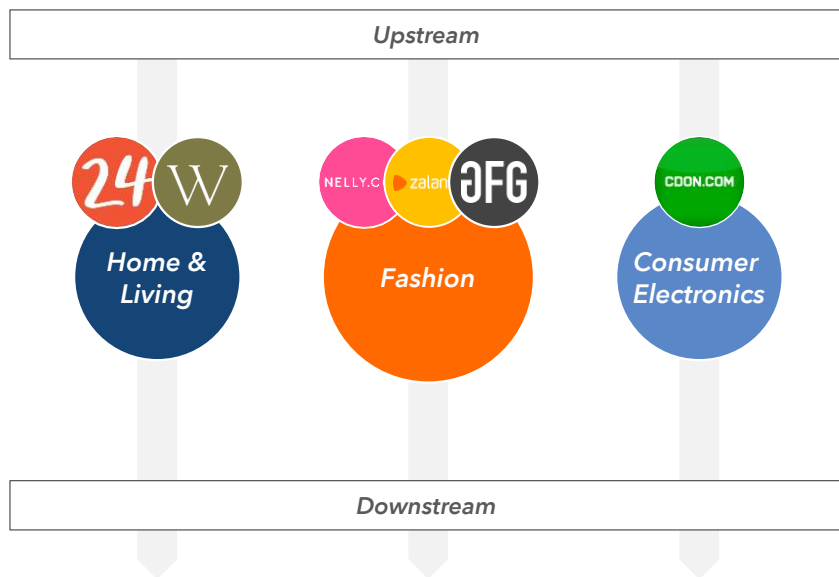 Upstream
24
W
NELLY.C
zalan
GFG
Home &
Living
Fashion
CDON.COM
Consumer
Electronics
Downstream